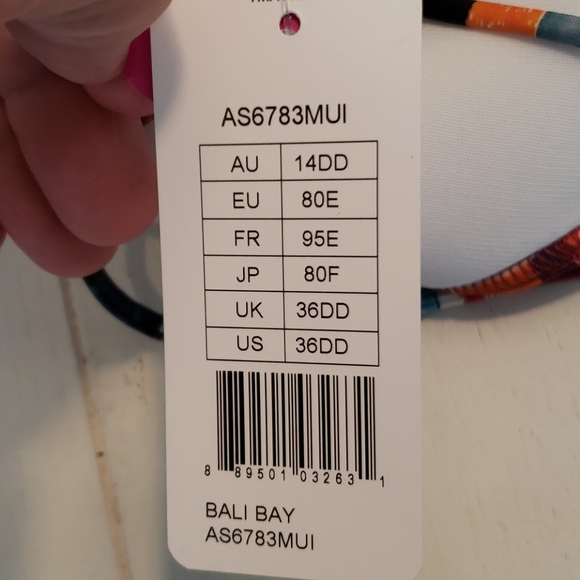 AS6783MUI
AU 14DD
EU 80E
FR 95E
JP 80F
UK 36DD
US 36DD
8 89501 03263 1
BALI BAY
AS6783MUI